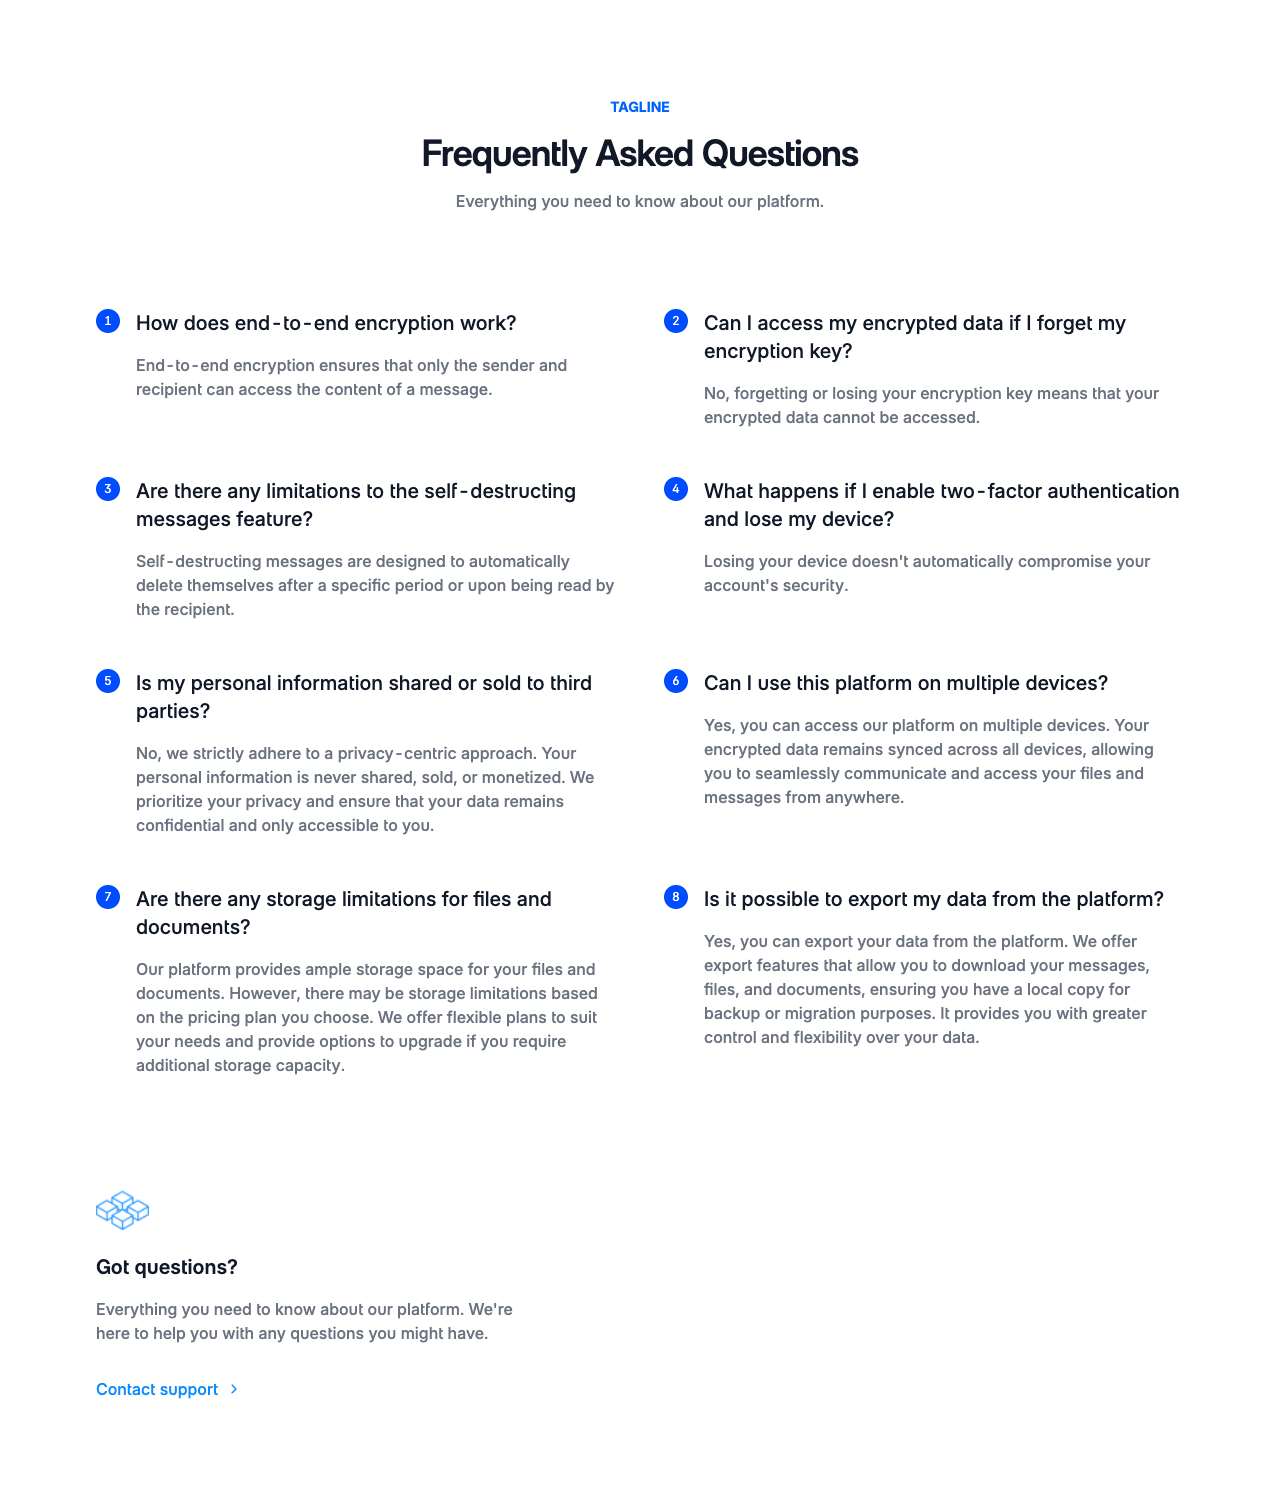 TAGLINE
Frequently Asked Questions
Everything you need to know about our platform.
1
How does end-to-end encryption work?
End-to-end encryption ensures that only the sender and
recipient can access the content of a message.
2
Can I access my encrypted data if I forget my
encryption key?
No, forgetting or losing your encryption key means that your
encrypted data cannot be accessed.
3
Are there any limitations to the self-destructing
messages feature?
Self-destructing messages are designed to automatically
delete themselves after a specific period or upon being read by
the recipient.
4
What happens if I enable two-factor authentication
and lose my device?
Losing your device doesn't automatically compromise your
account's security.
5
Is my personal information shared or sold to third
parties?
No, we strictly adhere to a privacy-centric approach. Your
personal information is never shared, sold, or monetized. We
prioritize your privacy and ensure that your data remains
confidential and only accessible to you.
6
Can I use this platform on multiple devices?
Yes, you can access our platform on multiple devices. Your
encrypted data remains synced across all devices, allowing
you to seamlessly communicate and access your files and
messages from anywhere.
7
Are there any storage limitations for files and
documents?
Our platform provides ample storage space for your files and
documents. However, there may be storage limitations based
on the pricing plan you choose. We offer flexible plans to suit
your needs and provide options to upgrade if you require
additional storage capacity.
8
Is it possible to export my data from the platform?
Yes, you can export your data from the platform. We offer
export features that allow you to download your messages,
files, and documents, ensuring you have a local copy for
backup or migration purposes. It provides you with greater
control and flexibility over your data.
Got questions?
Everything you need to know about our platform. We're
here to help you with any questions you might have.
Contact support